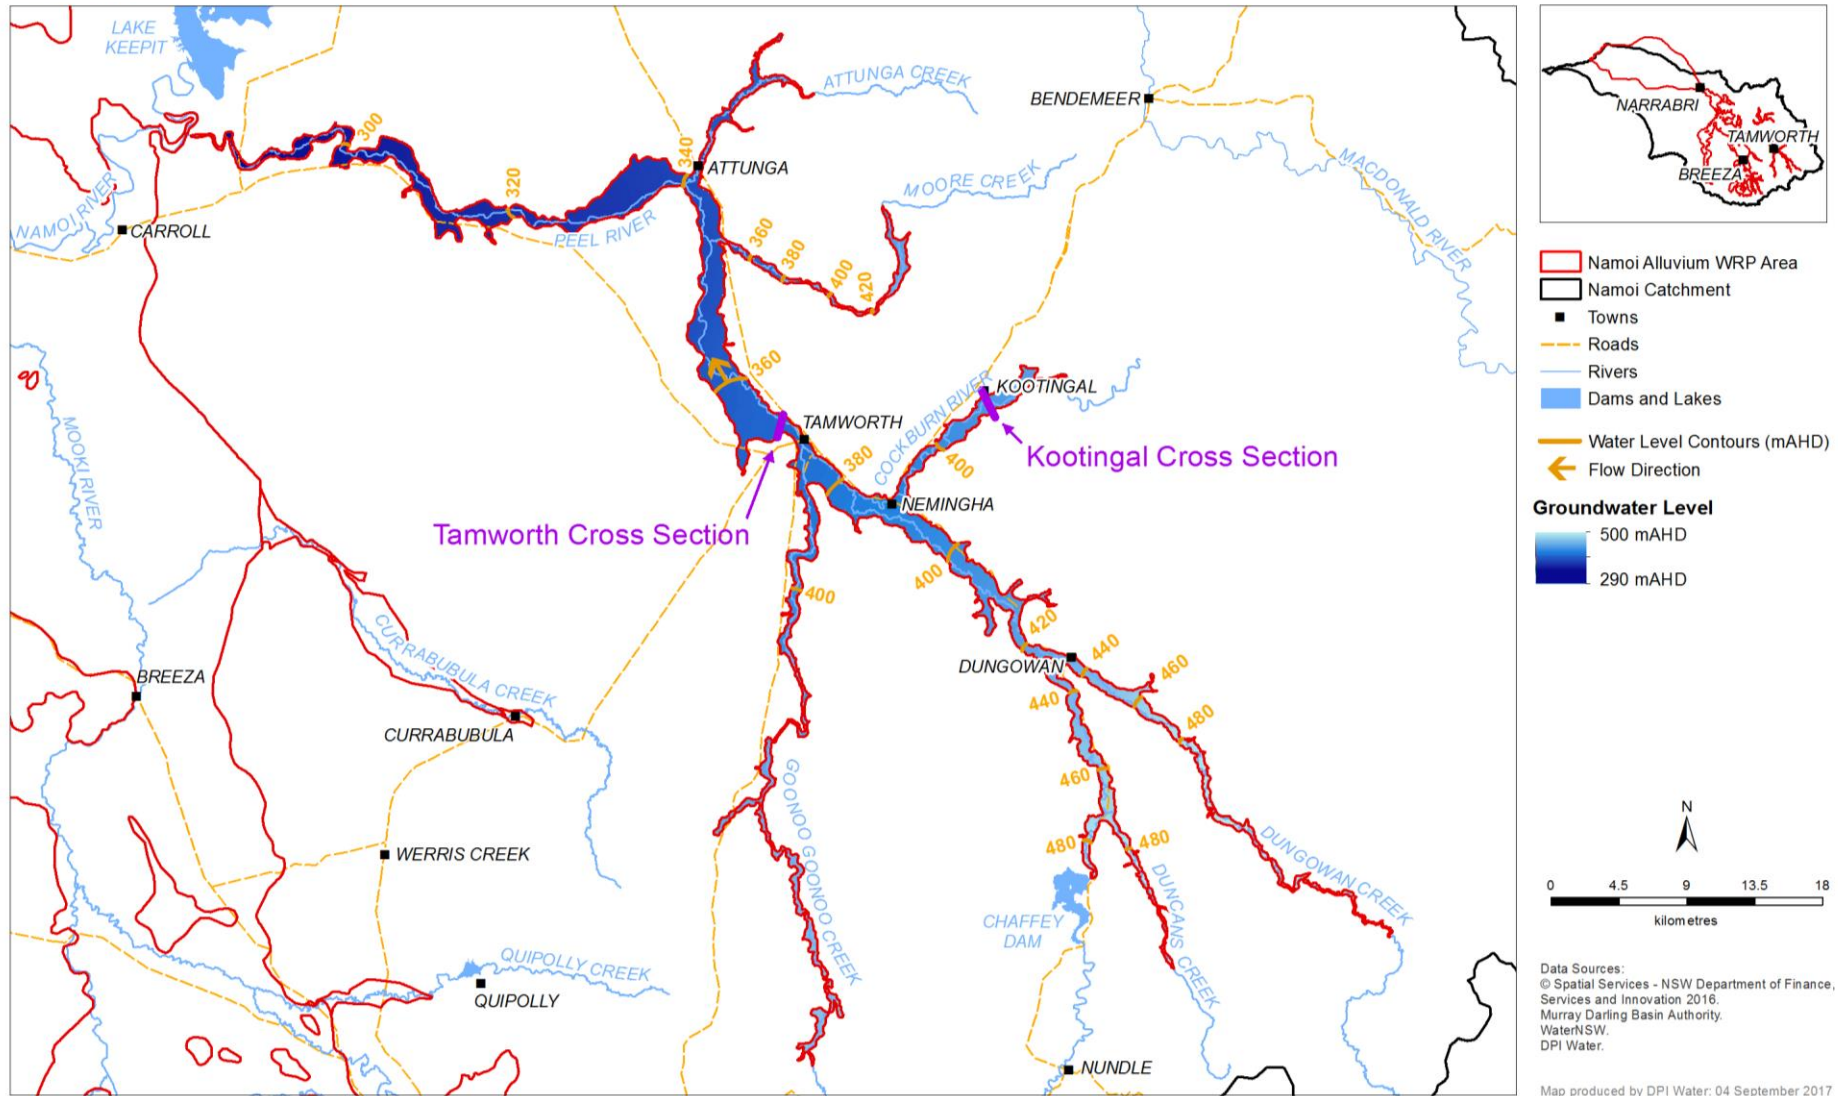 LAKE
KEEPIT
ATTUNGA CREEK
BENDEMEER
300
340
ATTUNGA
MOORE CREEK
MACDONALD RIVER
320
NAMOI RIVER
CARROLL
PEEL RIVER
360
380
400
420
360
KOOTINGAL
COCKBURN RIVER
TAMWORTH
Kootingal Cross Section
380
400
MOOKI RIVER
NEMINGHA
Tamworth Cross Section
400
400
420
CURRABUBULA CREEK
DUNGOWAN
440
460
BREEZA
440
480
CURRABUBULA
460
GOONOO GOONOO CREEK
480
480
DUNGOWAN CREEK
WERRIS CREEK
DUNCANS CREEK
CHAFFEY
DAM
QUIPOLLY CREEK
QUIPOLLY
NUNDLE
NARRABRI
TAMWORTH
BREEZA
Namoi Alluvium WRP Area
Namoi Catchment
Towns
Roads
Rivers
Dams and Lakes
Water Level Contours (mAHD)
Flow Direction
Groundwater Level
500 mAHD
290 mAHD
N
0 4.5 9 13.5 18
kilometres
Data Sources:
© Spatial Services - NSW Department of Finance,
Services and Innovation 2016.
Murray Darling Basin Authority.
WaterNSW.
DPI Water.
Map produced by DPI Water: 04 September 2017